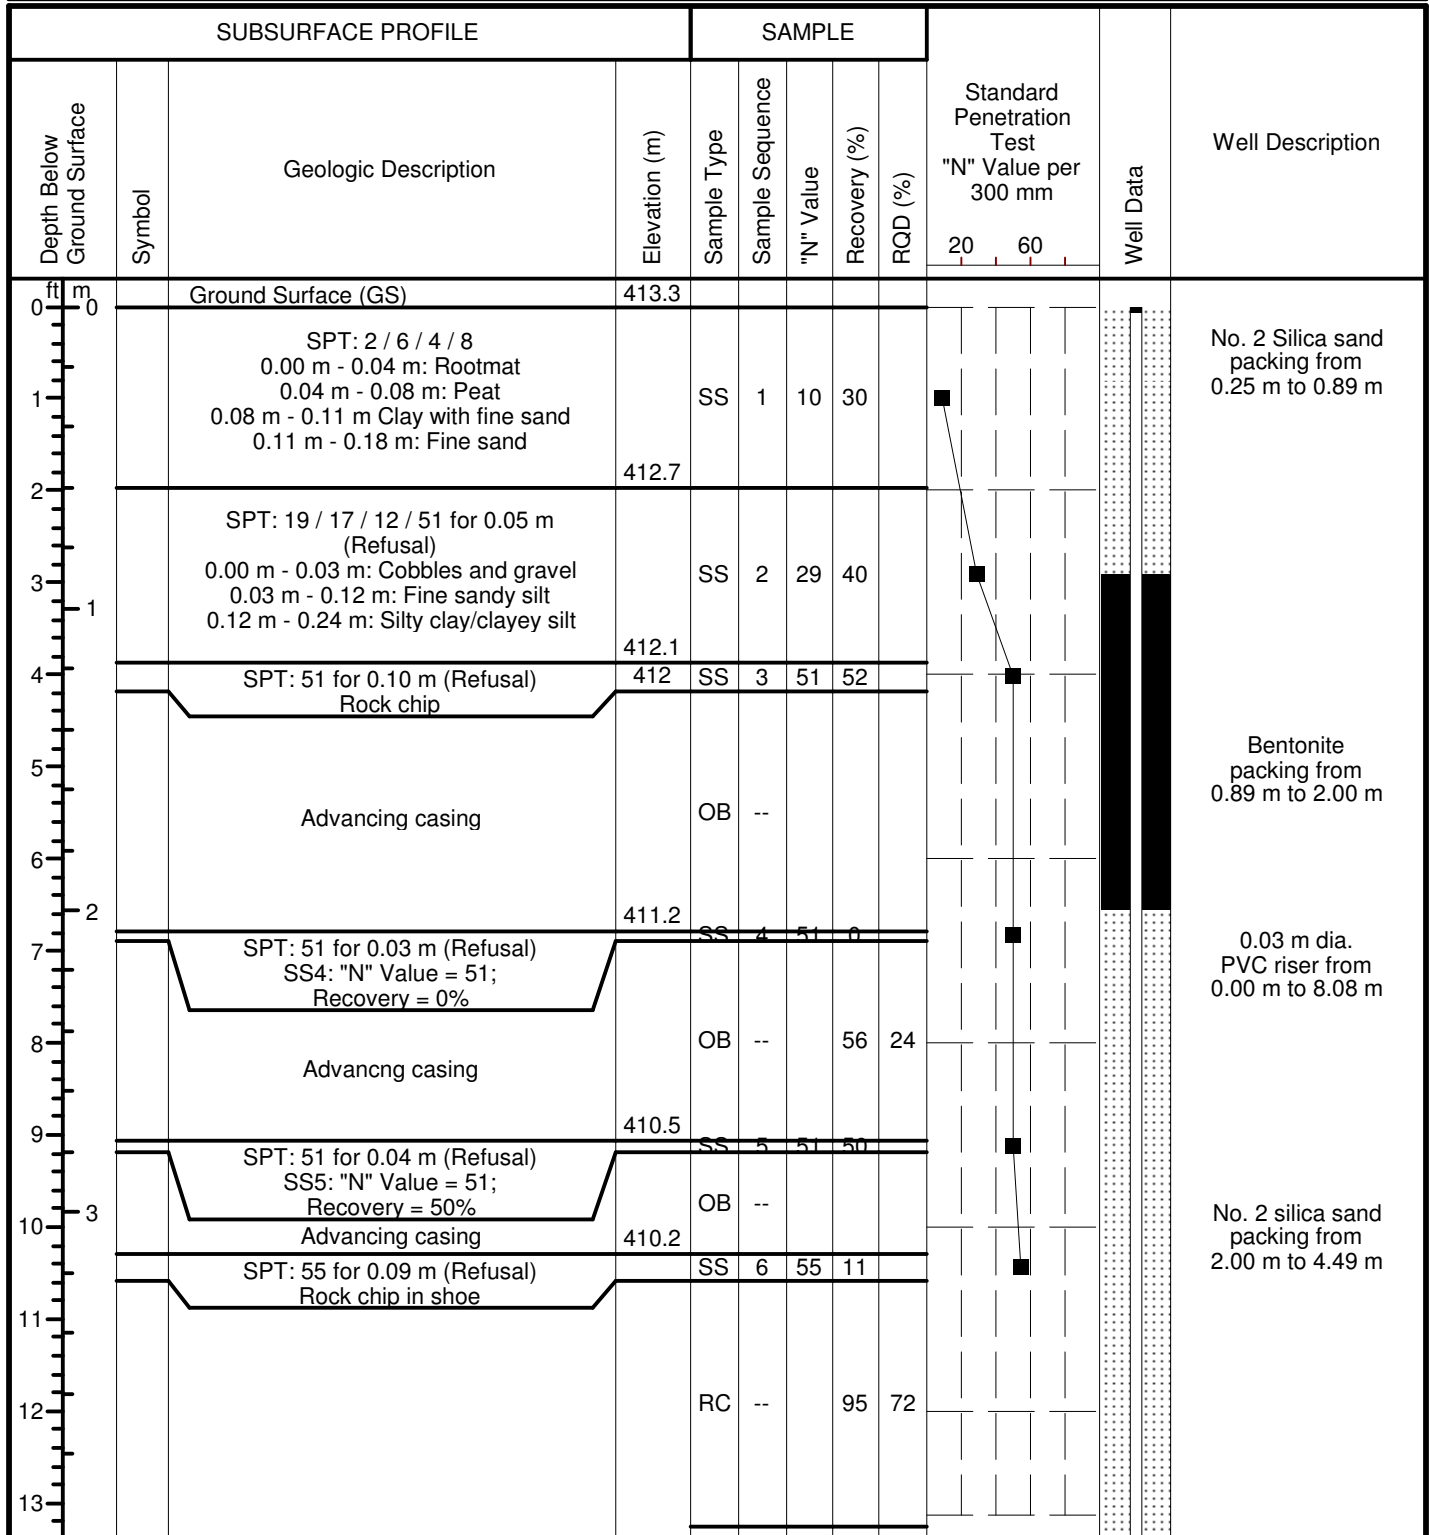 SUBSURFACE PROFILE
SAMPLE
Depth Below
Ground Surface
Symbol
Geologic Description
Elevation (m)
Sample Type
Sample Sequence
"N" Value
Recovery (%)
RQD (%)
Standard
Penetration
Test
"N" Value per
300 mm
20 60
Well Data
Well Description
ft m
0 0
Ground Surface (GS) 413.3
SPT: 2 / 6 / 4 / 8
0.00 m - 0.04 m: Rootmat
0.04 m - 0.08 m: Peat
0.08 m - 0.11 m Clay with fine sand
0.11 m - 0.18 m: Fine sand
412.7
SS 1 10 30
No. 2 Silica sand
packing from
0.25 m to 0.89 m
1
2
SPT: 19 / 17 / 12 / 51 for 0.05 m
(Refusal)
0.00 m - 0.03 m: Cobbles and gravel
0.03 m - 0.12 m: Fine sandy silt
0.12 m - 0.24 m: Silty clay/clayey silt
412.1
SS 2 29 40
3
1
4
SPT: 51 for 0.10 m (Refusal)
Rock chip
412 SS 3 51 52
5
Advancing casing
OB --
Bentonite
packing from
0.89 m to 2.00 m
6
2
411.2
SS 4 51 0
7
SPT: 51 for 0.03 m (Refusal)
SS4: "N" Value = 51;
Recovery = 0%
0.03 m dia.
PVC riser from
0.00 m to 8.08 m
8
OB -- 56 24
Advancng casing
410.5
9
SS 5 51 50
SPT: 51 for 0.04 m (Refusal)
SS5: "N" Value = 51;
Recovery = 50%
OB --
3
10
Advancing casing
410.2
No. 2 silica sand
packing from
2.00 m to 4.49 m
SPT: 55 for 0.09 m (Refusal)
Rock chip in shoe
SS 6 55 11
11
RC -- 95 72
12
13